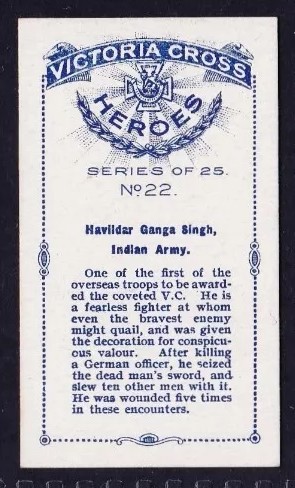 VICTORIA CROSS
HEROES
SERIES OF 25.
No. 22.
Havildar Ganga Singh,
Indian Army.
One of the first of the
overseas troops to be award-
ed the coveted V.C. He is
a fearless fighter at whom
even the bravest enemy
might quail, and was given
the decoration for conspicu-
ous valour. After killing
a German officer, he seized
the dead man's sword, and
slew ten other men with it.
He was wounded five times
in these encounters.